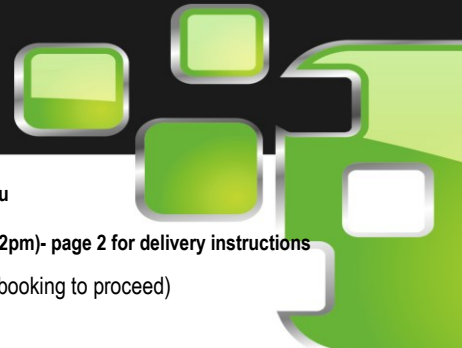 u
2pm)- page 2 for delivery instructions
booking to proceed)